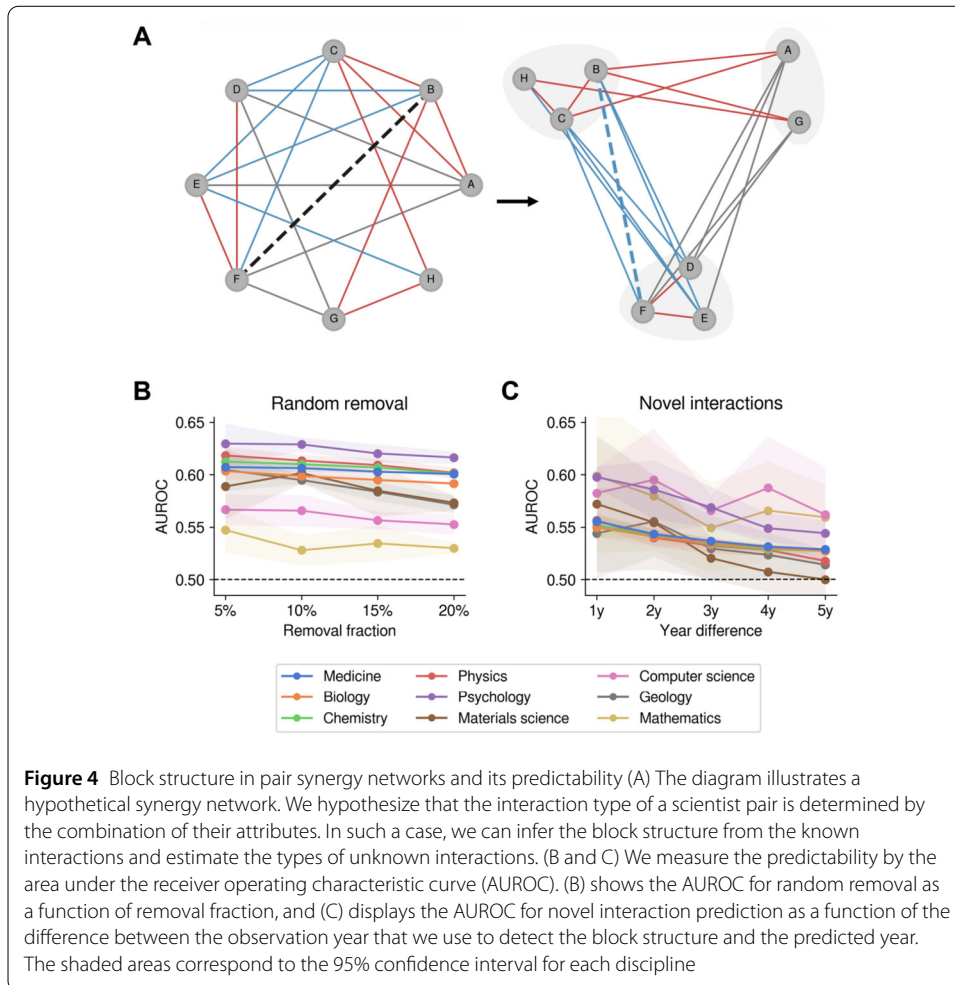 A
C
D
B
E
A
F
H
G
H
B
C
A
G
D
F
E
B
Random removal
0.65
0.60
0.55
0.50
AUROC
5%
10%
15%
20%
Removal fraction
C
Novel interactions
0.65
0.60
0.55
0.50
AUROC
1y
2y
3y
4y
5y
Year difference
Medicine
Physics
Computer science
Biology
Psychology
Geology
Chemistry
Materials science
Mathematics
Figure 4 Block structure in pair synergy networks and its predictability (A) The diagram illustrates a
hypothetical synergy network. We hypothesize that the interaction type of a scientist pair is determined by
the combination of their attributes. In such a case, we can infer the block structure from the known
interactions and estimate the types of unknown interactions. (B and C) We measure the predictability by the
area under the receiver operating characteristic curve (AUROC). (B) shows the AUROC for random removal as
a function of removal fraction, and (C) displays the AUROC for novel interaction prediction as a function of the
difference between the observation year that we use to detect the block structure and the predicted year.
The shaded areas correspond to the 95% confidence interval for each discipline